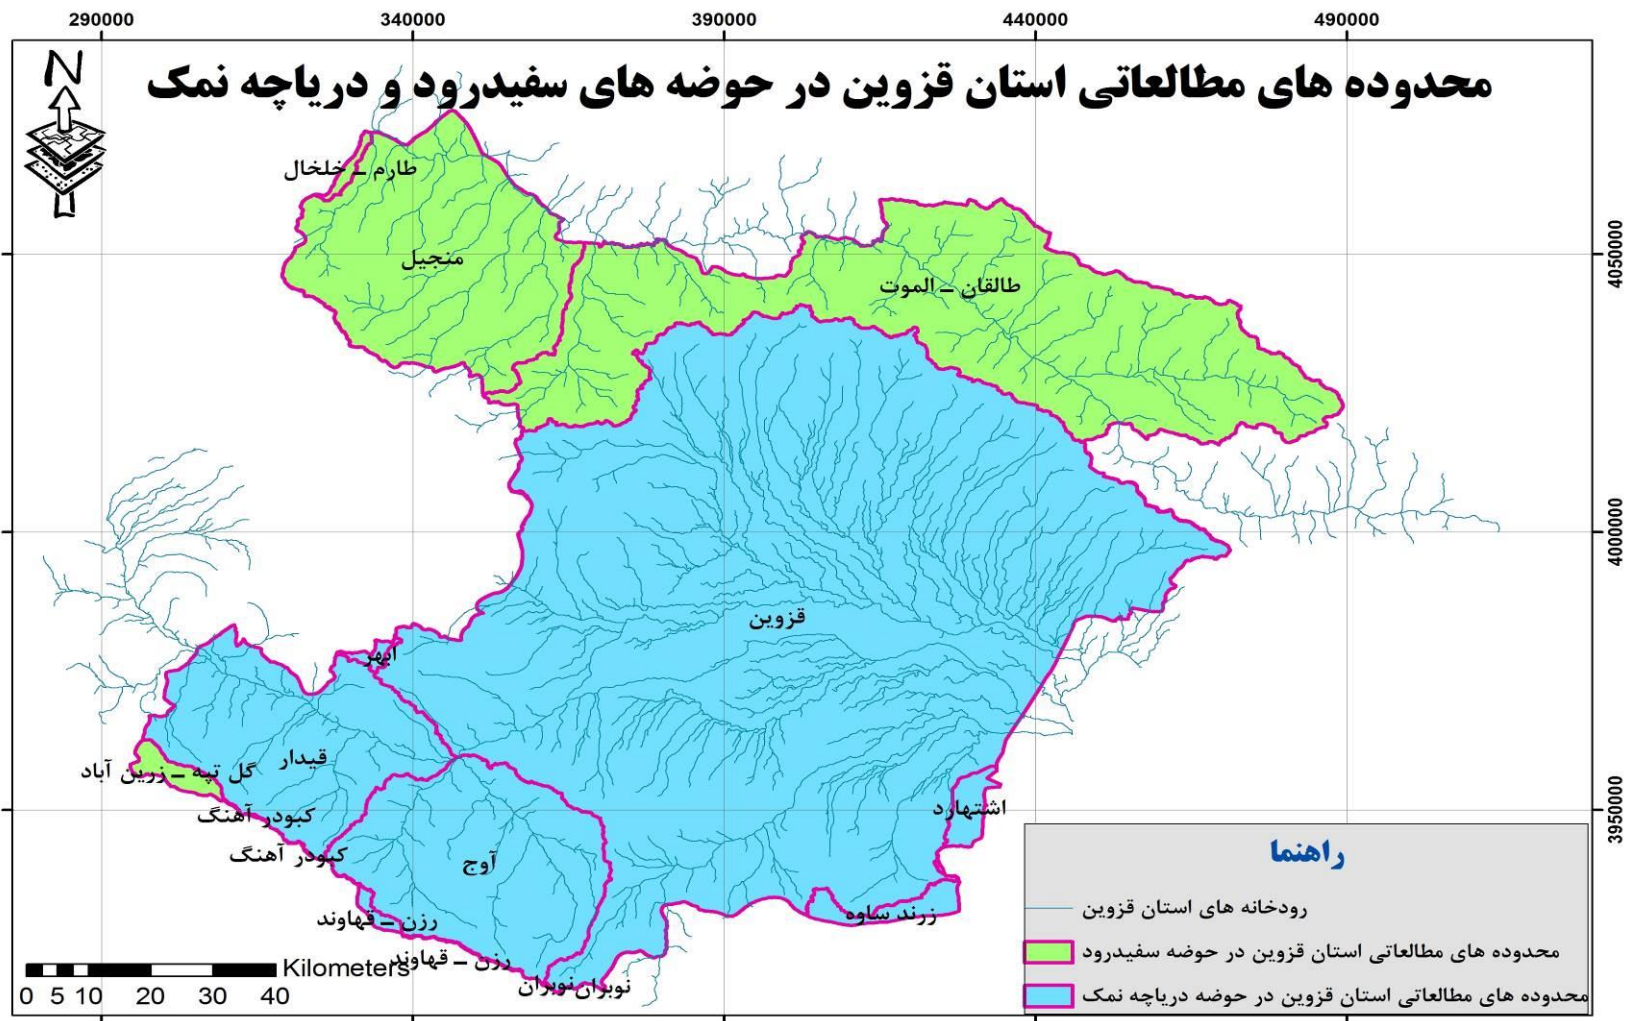 290000 340000 390000 440000 490000
N
محدوده های مطالعاتی استان قزوین در حوضه های سفیدرود و دریاچه نمک
طارم – خلخال
منجیل
4050000
طالقان – الموت
4000000
قزوین
ابهر
قیدار
گل تپه – زرین آباد
کبودر آهنگ
اشتهارد
3950000
کبودر آهنگ
آوج
رزن – قهاوند
زرند ساوه
رزن – قهاوند
نوبران
نوبران
راهنما
رودخانه های استان قزوین
محدوده های مطالعاتی استان قزوین در حوضه سفیدرود
محدوده های مطالعاتی استان قزوین در حوضه دریاچه نمک
Kilometers
0 5 10 20 30 40